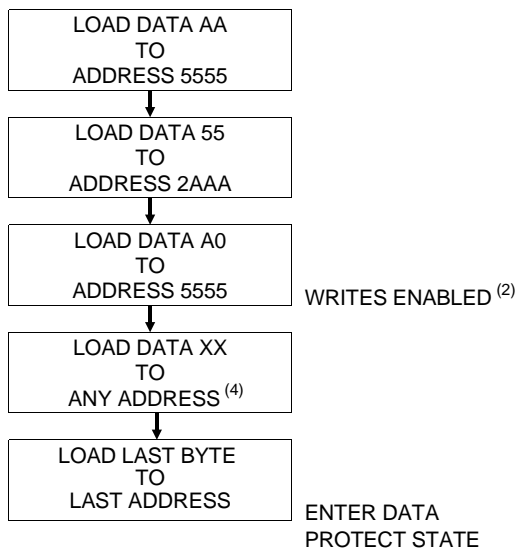 LOAD DATA AA
TO
ADDRESS 5555
LOAD DATA 55
TO
ADDRESS 2AAA
LOAD DATA A0
TO
ADDRESS 5555
WRITES ENABLED (2)
LOAD DATA XX
TO
ANY ADDRESS (4)
LOAD LAST BYTE
TO
LAST ADDRESS
ENTER DATA
PROTECT STATE